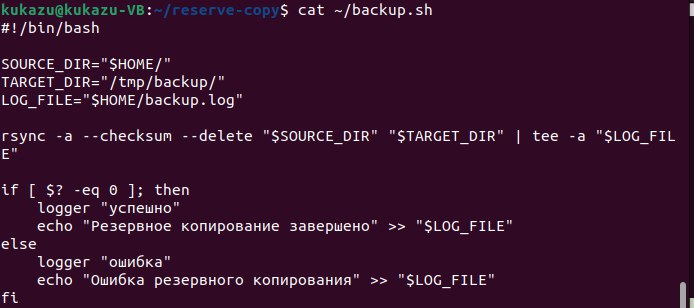 kukazu@kukazu-VB:~/reserve-copy$ cat ~/backup.sh
#!/bin/bash

SOURCE_DIR="$HOME/"
TARGET_DIR="/tmp/backup/"
LOG_FILE="$HOME/backup.log"

rsync -a --checksum --delete "$SOURCE_DIR" "$TARGET_DIR" | tee -a "$LOG_FIL
E"

if [ $? -eq 0 ]; then
    logger "успешно"
    echo "Резервное копирование завершено" >> "$LOG_FILE"
else
    logger "ошибка"
    echo "Ошибка резервного копирования" >> "$LOG_FILE"
fi